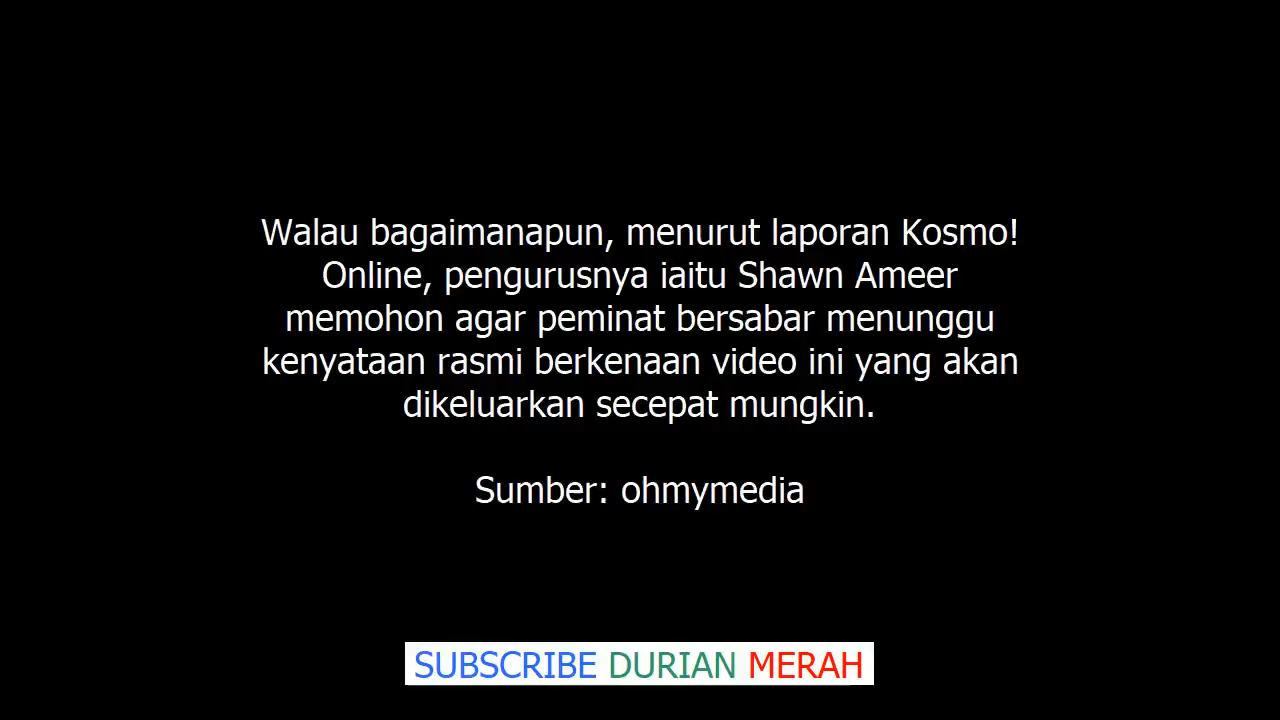 Walau bagaimanapun, menurut laporan Kosmo!
Online, pengurusnya iaitu Shawn Ameer
memohon agar peminat bersabar menunggu
kenyataan rasmi berkenaan video ini yang akan
dikeluarkan secepat mungkin.
Sumber: ohmymedia
SUBSCRIBE DURIAN MERAH